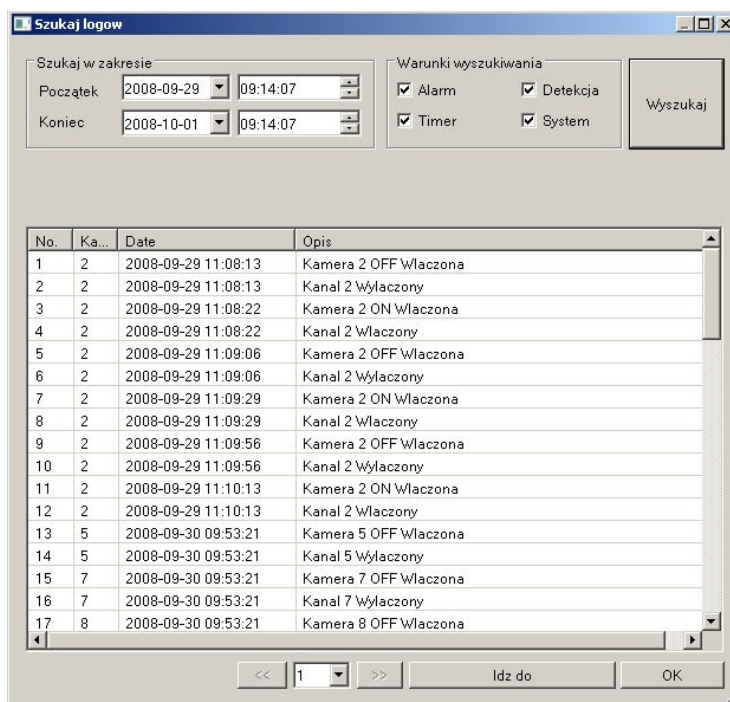 Szukaj logow
Szukaj w zakresie
Początek 2008-09-29 09:14:07
Koniec 2008-10-01 09:14:07
Warunki wyszukiwania
Alarm Detekcja
Timer System
Wyszukaj
No. Ka... Date Opis
1 2 2008-09-29 11:08:13 Kamera 2 OFF Wlaczona
2 2 2008-09-29 11:08:13 Kanal 2 Wylaczony
3 2 2008-09-29 11:08:22 Kamera 2 ON Wlaczona
4 2 2008-09-29 11:08:22 Kanal 2 Wlaczony
5 2 2008-09-29 11:09:06 Kamera 2 OFF Wlaczona
6 2 2008-09-29 11:09:06 Kanal 2 Wylaczony
7 2 2008-09-29 11:09:29 Kamera 2 ON Wlaczona
8 2 2008-09-29 11:09:29 Kanal 2 Wlaczony
9 2 2008-09-29 11:09:56 Kamera 2 OFF Wlaczona
10 2 2008-09-29 11:09:56 Kanal 2 Wylaczony
11 2 2008-09-29 11:10:13 Kamera 2 ON Wlaczona
12 2 2008-09-29 11:10:13 Kanal 2 Wlaczony
13 5 2008-09-30 09:53:21 Kamera 5 OFF Wlaczona
14 5 2008-09-30 09:53:21 Kanal 5 Wylaczony
15 7 2008-09-30 09:53:21 Kamera 7 OFF Wlaczona
16 7 2008-09-30 09:53:21 Kanal 7 Wylaczony
17 8 2008-09-30 09:53:21 Kamera 8 OFF Wlaczona
<< 1 >> Idz do OK